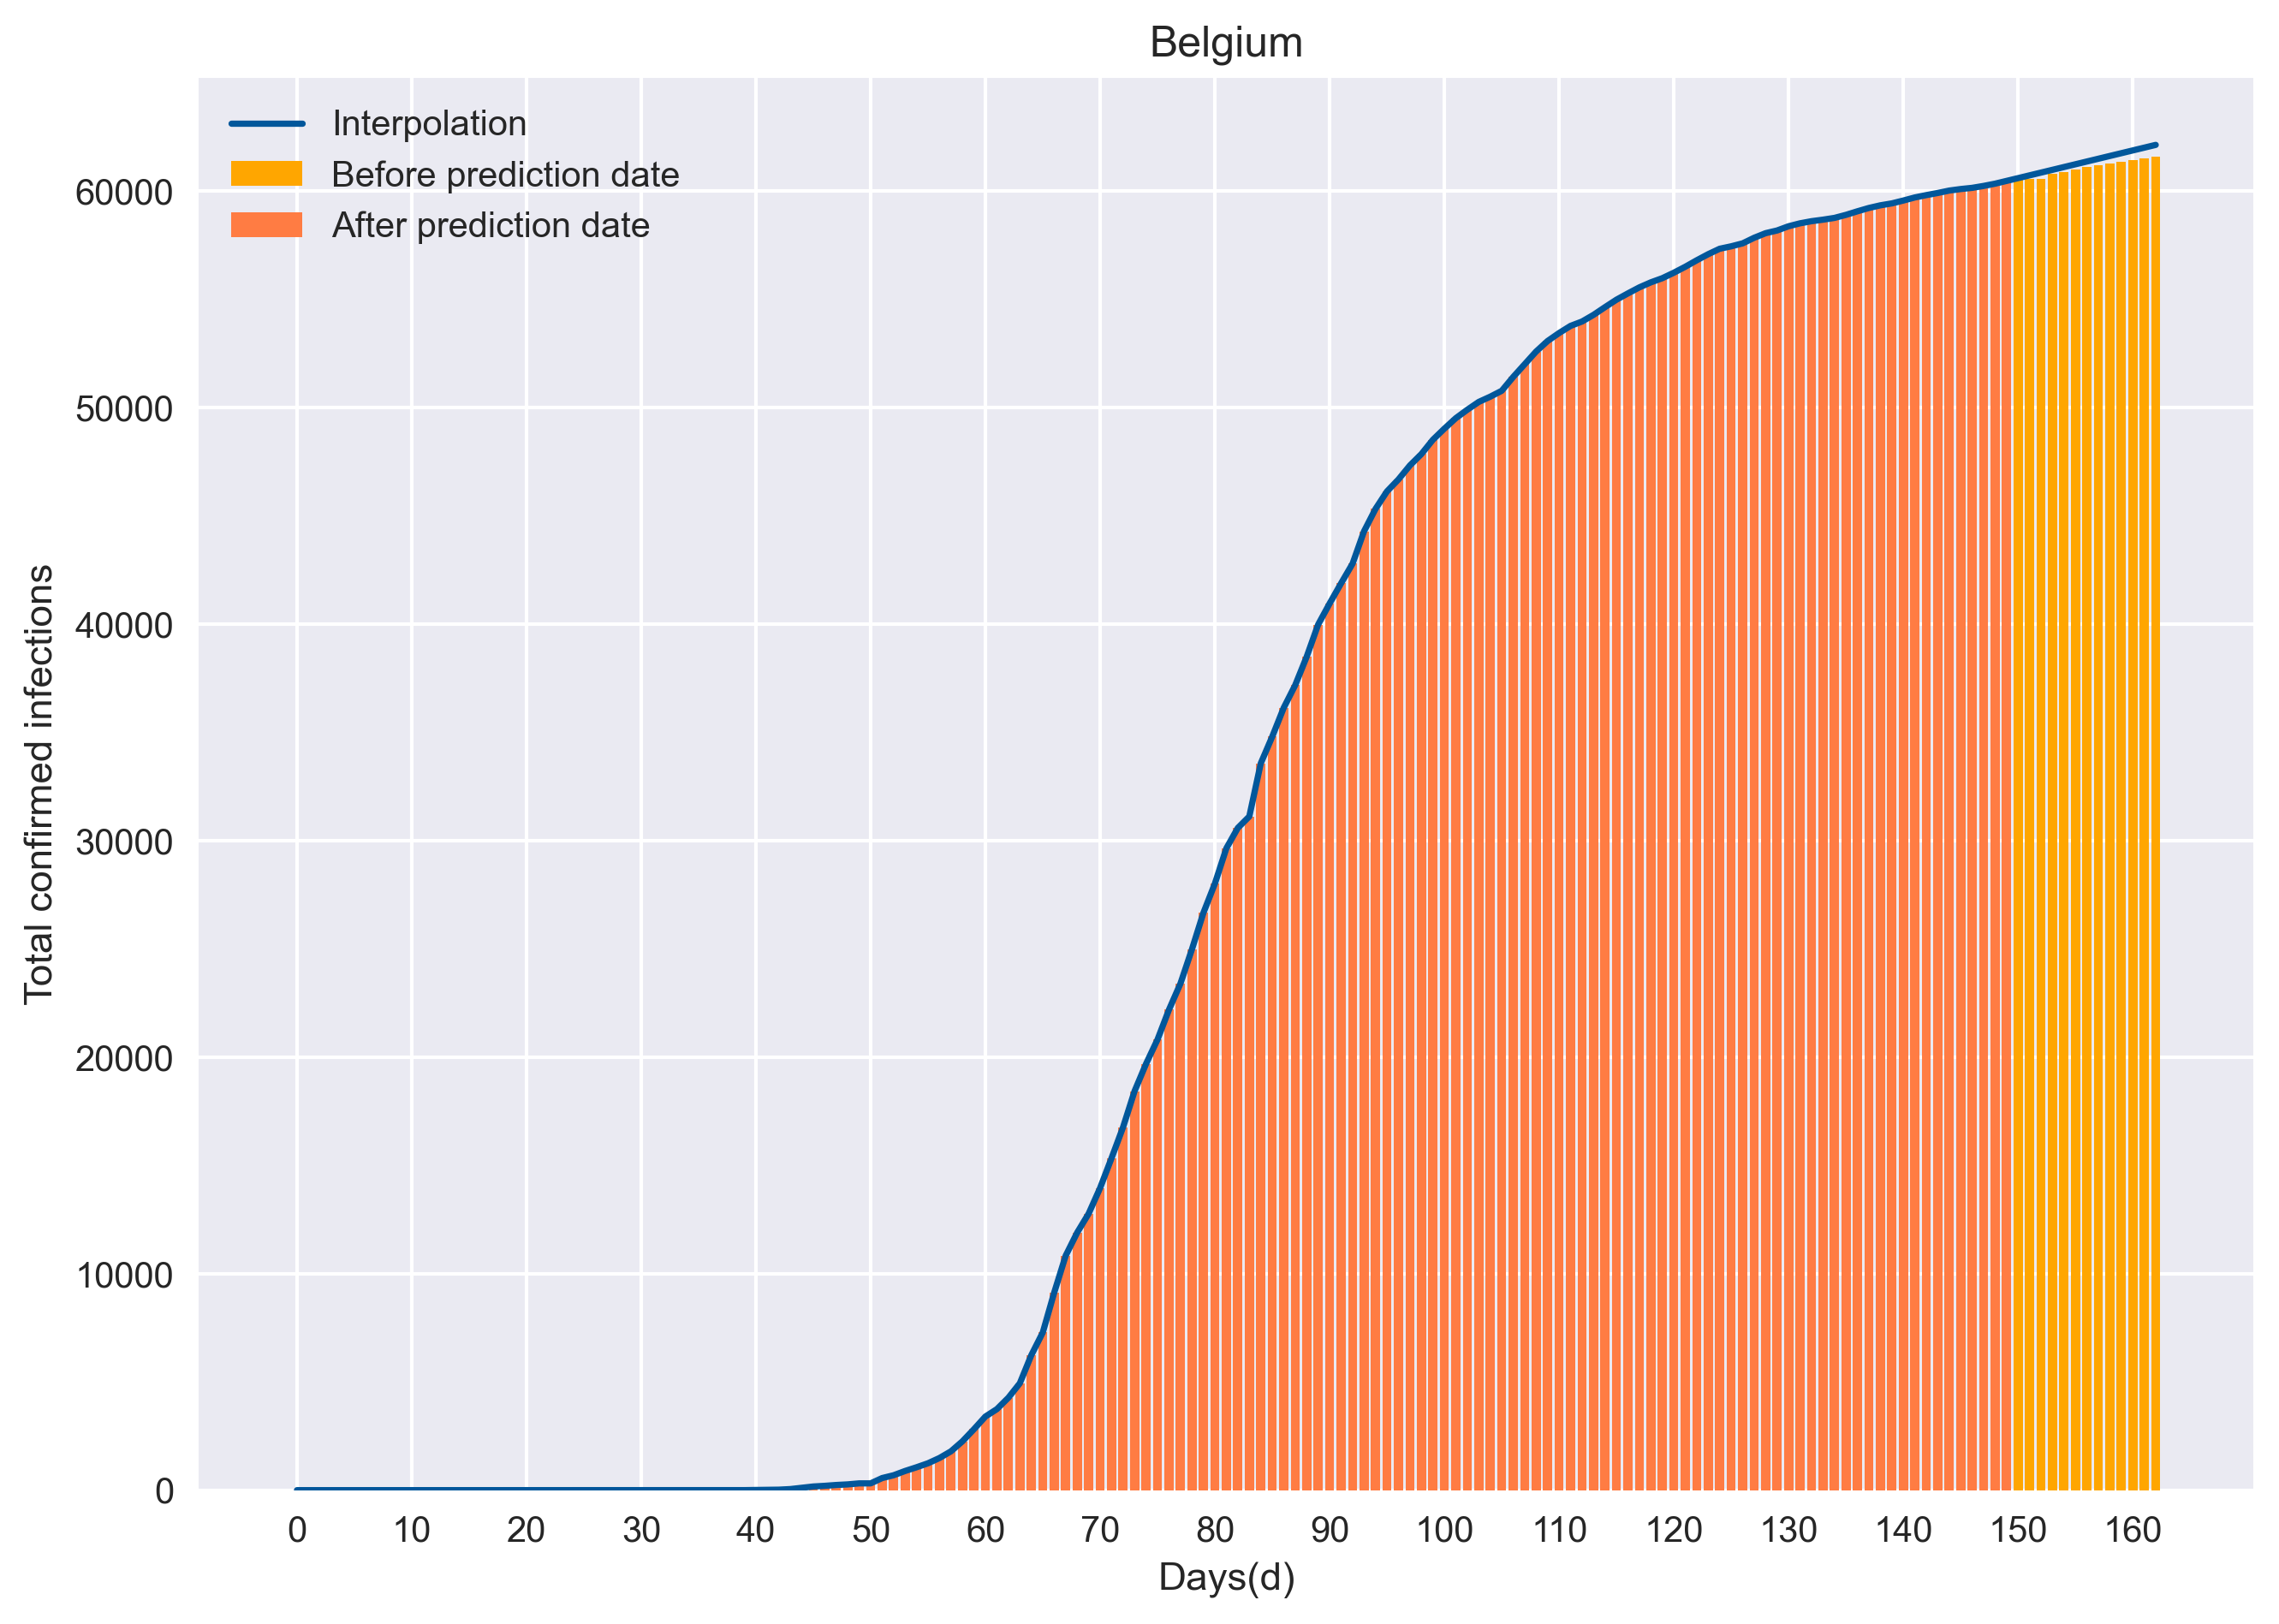 Belgium
Interpolation
Before prediction date
After prediction date
60000
50000
40000
30000
20000
10000
0
Total confirmed infections
0 10 20 30 40 50 60 70 80 90 100 110 120 130 140 150 160
Days(d)